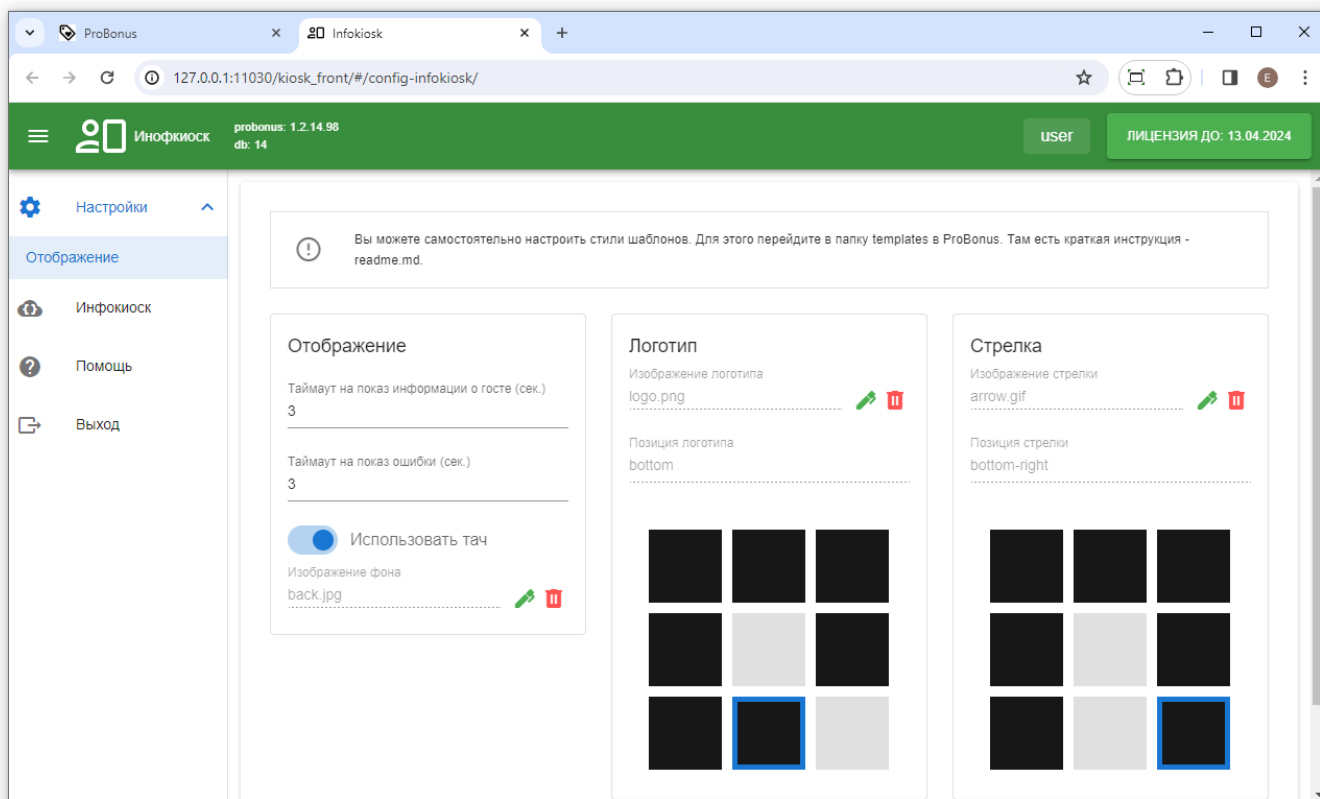 ProBonus
Infokiosk
127.0.0.1:11030/kiosk_front/#/config-infokiosk/
E
Инофкиоск
probonus: 1.2.14.98
db: 14
user
ЛИЦЕНЗИЯ ДО: 13.04.2024
Настройки
Отображение
Инфокиоск
Помощь
Выход
Вы можете самостоятельно настроить стили шаблонов. Для этого перейдите в папку templates в ProBonus. Там есть краткая инструкция -
readme.md.
Отображение
Таймаут на показ информации о госте (сек.)
3
Таймаут на показ ошибки (сек.)
3
Использовать тач
Изображение фона
back.jpg
Логотип
Изображение логотипа
logo.png
Позиция логотипа
bottom
Стрелка
Изображение стрелки
arrow.gif
Позиция стрелки
bottom-right